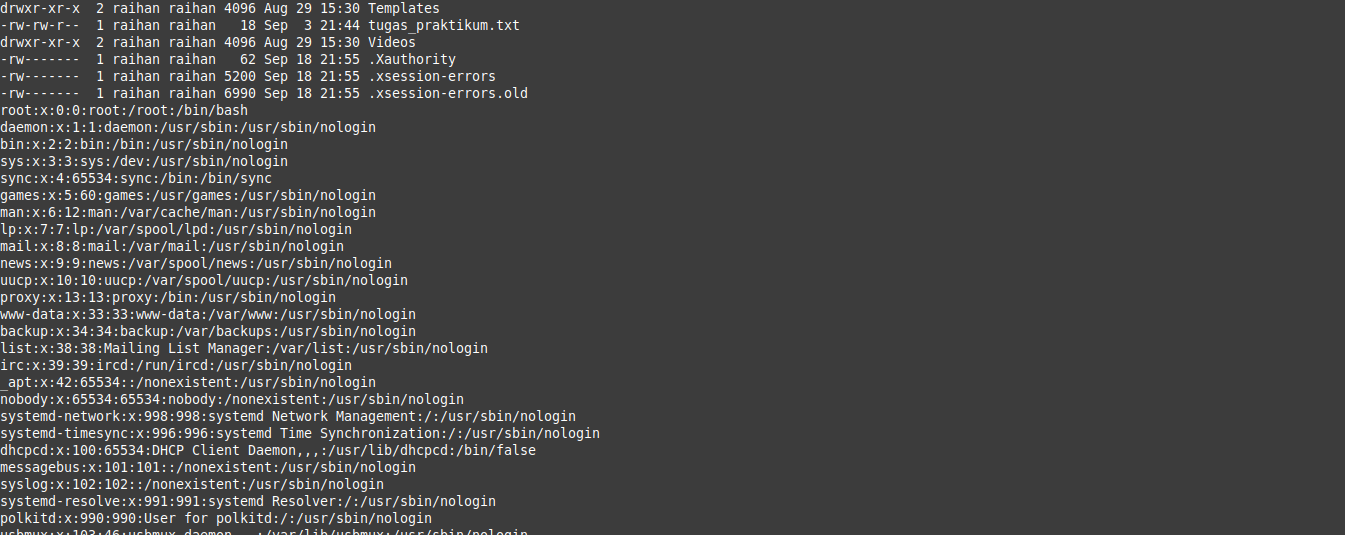 drwxr-xr-x  2 raihan raihan 4096 Aug 29 15:30 Templates
-rw-rw-r--  1 raihan raihan   18 Sep  3 21:44 tugas_praktikum.txt
drwxr-xr-x  2 raihan raihan 4096 Aug 29 15:30 Videos
-rw-------  1 raihan raihan   62 Sep 18 21:55 .Xauthority
-rw-------  1 raihan raihan 5200 Sep 18 21:55 .xsession-errors
-rw-------  1 raihan raihan 6990 Sep 18 21:55 .xsession-errors.old
root:x:0:0:root:/root:/bin/bash
daemon:x:1:1:daemon:/usr/sbin:/usr/sbin/nologin
bin:x:2:2:bin:/bin:/usr/sbin/nologin
sys:x:3:3:sys:/dev:/usr/sbin/nologin
sync:x:4:65534:sync:/bin:/bin/sync
games:x:5:60:games:/usr/games:/usr/sbin/nologin
man:x:6:12:man:/var/cache/man:/usr/sbin/nologin
lp:x:7:7:lp:/var/spool/lpd:/usr/sbin/nologin
mail:x:8:8:mail:/var/mail:/usr/sbin/nologin
news:x:9:9:news:/var/spool/news:/usr/sbin/nologin
uucp:x:10:10:uucp:/var/spool/uucp:/usr/sbin/nologin
proxy:x:13:13:proxy:/bin:/usr/sbin/nologin
www-data:x:33:33:www-data:/var/www:/usr/sbin/nologin
backup:x:34:34:backup:/var/backups:/usr/sbin/nologin
list:x:38:38:Mailing List Manager:/var/list:/usr/sbin/nologin
irc:x:39:39:ircd:/run/ircd:/usr/sbin/nologin
_apt:x:42:65534::/nonexistent:/usr/sbin/nologin
nobody:x:65534:65534:nobody:/nonexistent:/usr/sbin/nologin
systemd-network:x:998:998:systemd Network Management:/:/usr/sbin/nologin
systemd-timesync:x:996:996:systemd Time Synchronization:/:/usr/sbin/nologin
dhcpcd:x:100:65534:DHCP Client Daemon,,,:/usr/lib/dhcpcd:/bin/false
messagebus:x:101:101::/nonexistent:/usr/sbin/nologin
syslog:x:102:102::/nonexistent:/usr/sbin/nologin
systemd-resolve:x:991:991:systemd Resolver:/:/usr/sbin/nologin
polkitd:x:990:990:User for polkitd:/:/usr/sbin/nologin
usbmux:x:103:46:usbmux daemon,,,:/var/lib/usbmux:/usr/sbin/nologin